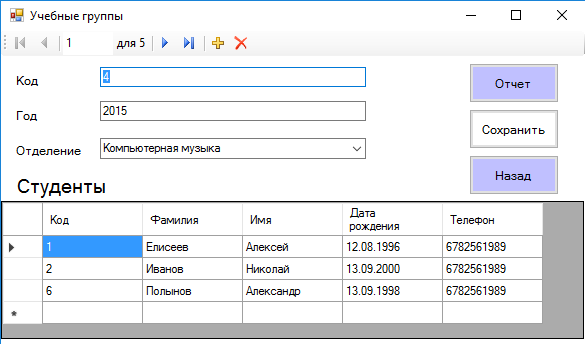 Учебные группы
1 для 5
Код 4
Отчет
Год 2015
Сохранить
Отделение Компьютерная музыка
Назад
Студенты
Код Фамилия Имя Дата рождения Телефон
1 Елисеев Алексей 12.08.1996 6782561989
2 Иванов Николай 13.09.2000 6782561989
6 Полынов Александр 13.09.1998 6782561989